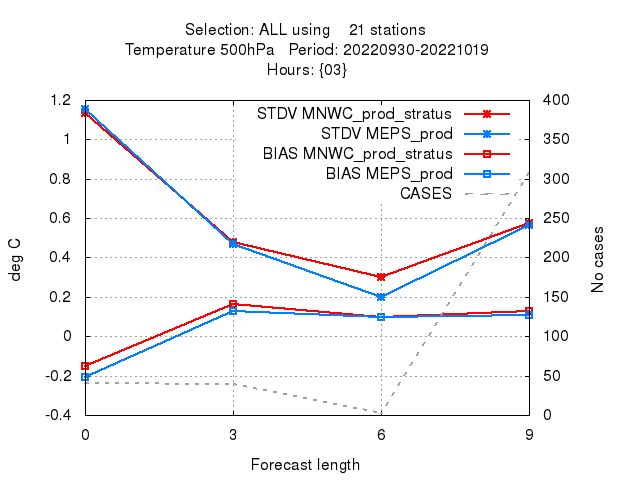 Selection: ALL using    21 stations
Temperature 500hPa   Period: 20220930-20221019
Hours: {03}
STDV MNWC_prod_stratus
STDV MEPS_prod
BIAS MNWC_prod_stratus
BIAS MEPS_prod
CASES
1.2
1
0.8
0.6
0.4
0.2
0
-0.2
-0.4
deg C
400
350
300
250
200
150
100
50
0
No cases
0 3 6 9
Forecast length